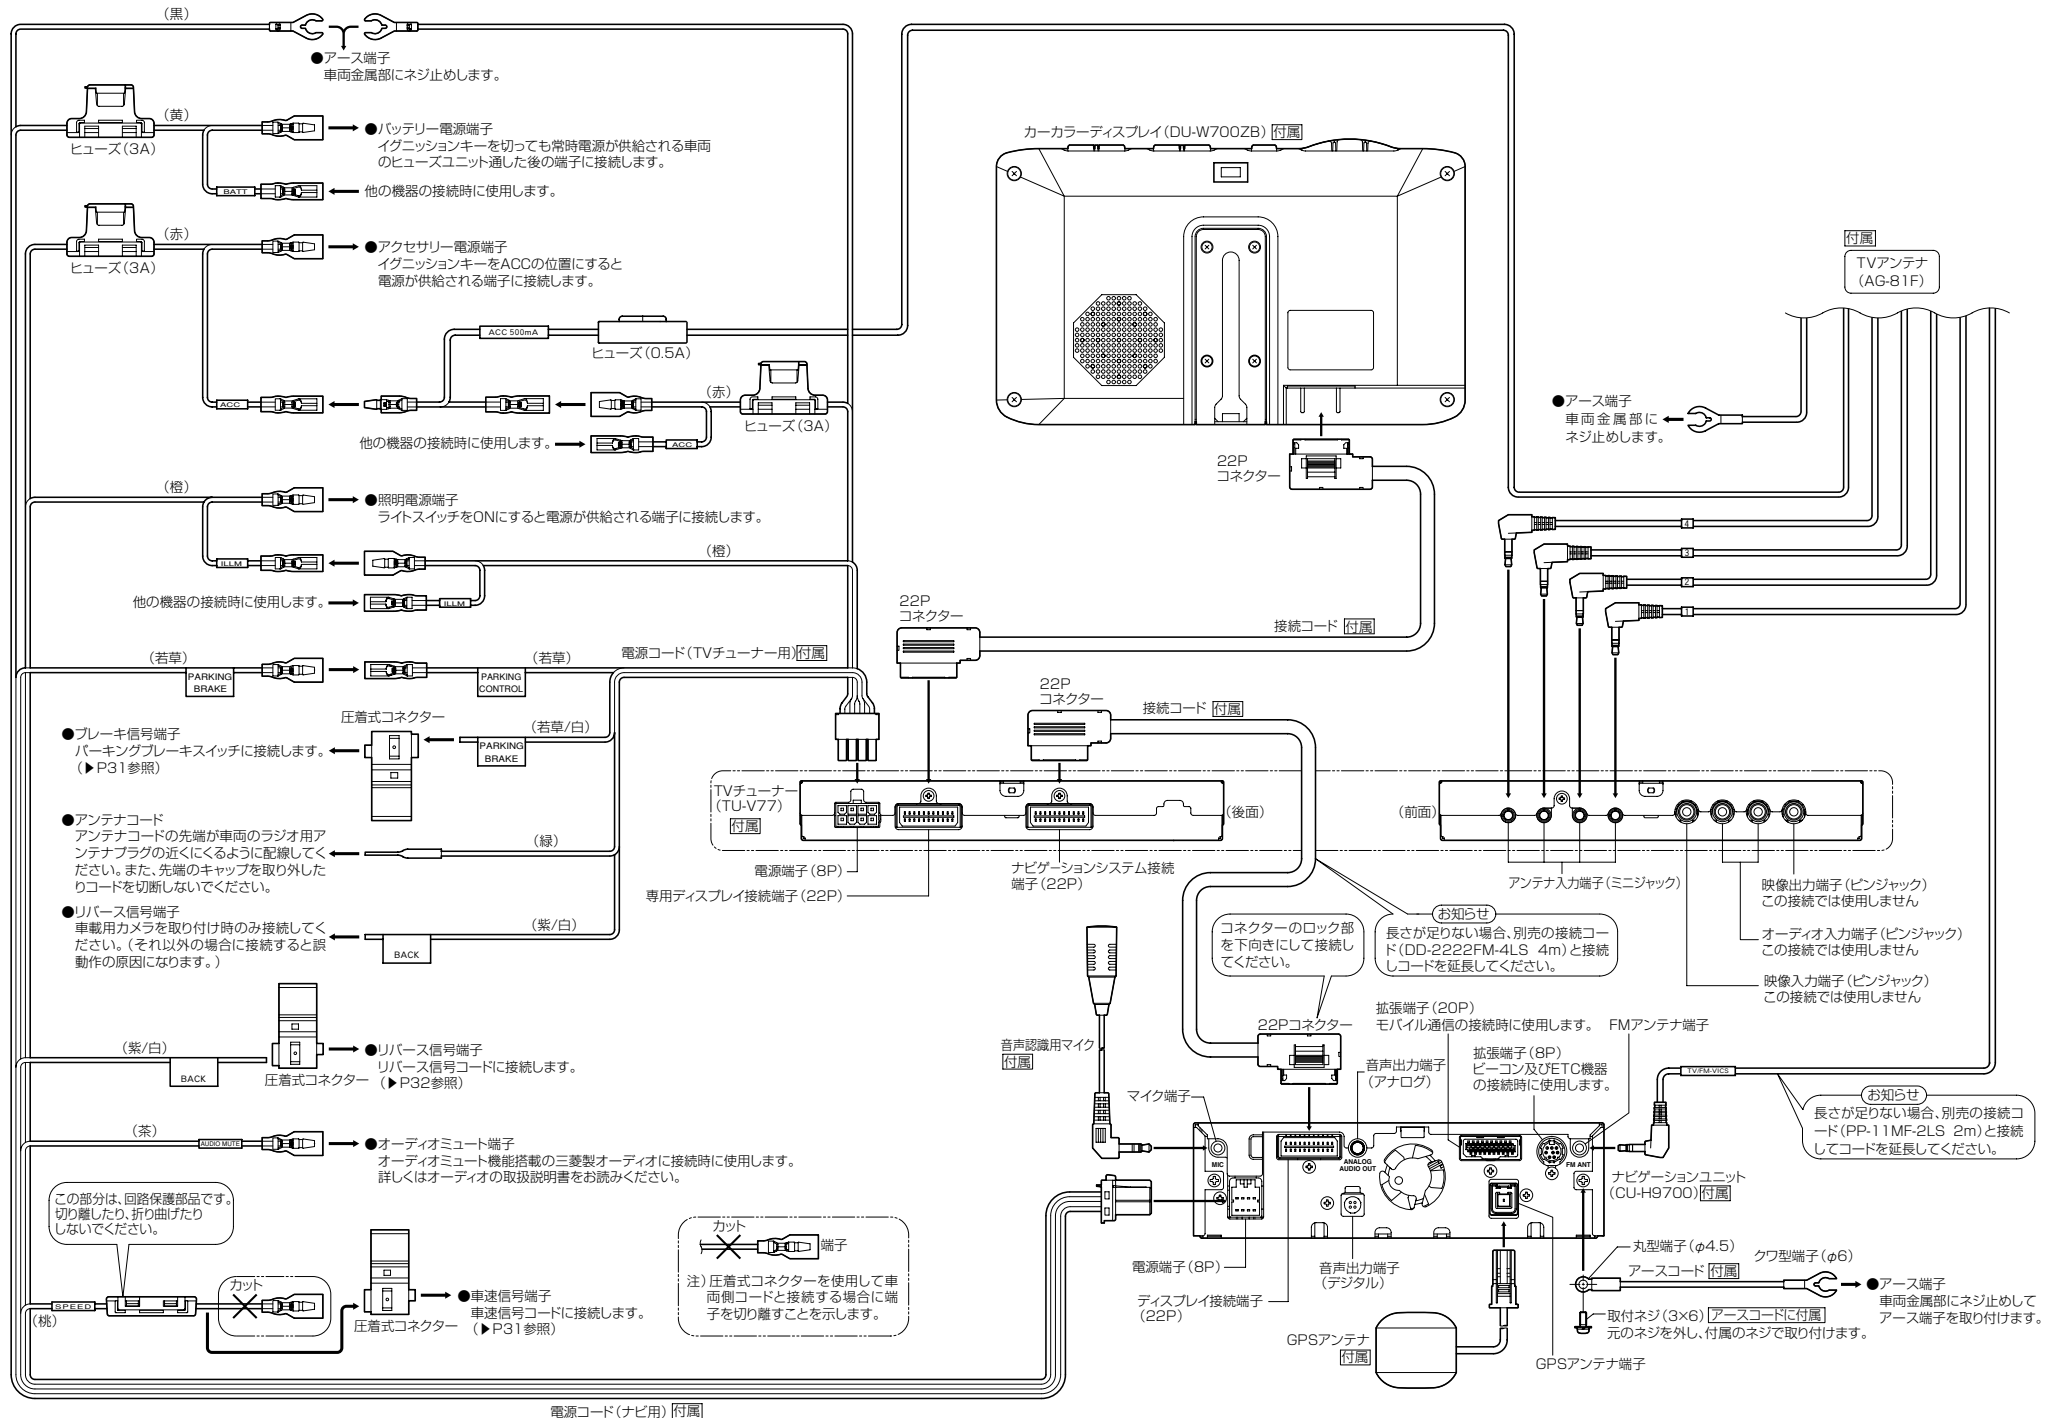 (黒)
●アース端子
車両金属部にネジ止めします。
ヒューズ(3A)
(黄)
●バッテリー電源端子
イグニッションキーを切っても常時電源が供給される車両
のヒューズユニット通した後の端子に接続します。
BATT
他の機器の接続時に使用します。
ヒューズ(3A)
(赤)
●アクセサリー電源端子
イグニッションキーをACCの位置にすると
電源が供給される端子に接続します。
ACC 500mA
ヒューズ(0.5A)
ACC
(赤)
ヒューズ(3A)
他の機器の接続時に使用します。
ACC
(橙)
●照明電源端子
ライトスイッチをONにすると電源が供給される端子に接続します。
ILLM
(橙)
他の機器の接続時に使用します。
ILLM
(若草)
PARKING
BRAKE
(若草)
PARKING
CONTROL
電源コード(TVチューナー用)付属
圧着式コネクター
(若草/白)
PARKING
BRAKE
●ブレーキ信号端子
パーキングブレーキスイッチに接続します。
(▶P31参照)
●アンテナコード
アンテナコードの先端が車両のラジオ用ア
ンテナプラグの近くにくるように配線してく
ださい。また、先端のキャップを取り外した
りコードを切断しないでください。
(緑)
●リバース信号端子
車載用カメラを取り付け時のみ接続してく
ださい。(それ以外の場合に接続すると誤
動作の原因になります。)
(紫/白)
BACK
(紫/白)
BACK
圧着式コネクター
●リバース信号端子
リバース信号コードに接続します。
(▶P32参照)
(茶)
AUDIO MUTE
●オーディオミュート端子
オーディオミュート機能搭載の三菱製オーディオに接続時に使用します。
詳しくはオーディオの取扱説明書をお読みください。
この部分は、回路保護部品です。
切り離したり、折り曲げたり
しないでください。
SPEED
(桃)
カット
圧着式コネクター
●車速信号端子
車速信号コードに接続します。
(▶P31参照)
カット
端子
注)圧着式コネクターを使用して車
両側コードと接続する場合に端
子を切り離すことを示します。
電源コード(ナビ用)付属
カーカラーディスプレイ(DU-W700ZB)付属
22P
コネクター
22P
コネクター
接続コード 付属
22P
コネクター
接続コード 付属
TVチューナー
(TU-V77)
付属
(後面)
電源端子(8P)
専用ディスプレイ接続端子(22P)
ナビゲーションシステム接続
端子(22P)
付属
TVアンテナ
(AG-81F)
●アース端子
車両金属部に
ネジ止めします。
4
3
2
1
(前面)
アンテナ入力端子(ミニジャック)
映像出力端子(ピンジャック)
この接続では使用しません
オーディオ入力端子(ピンジャック)
この接続では使用しません
映像入力端子(ピンジャック)
この接続では使用しません
お知らせ
長さが足りない場合、別売の接続コー
ド(DD-2222FM-4LS 4m)と接続
しコードを延長してください。
コネクターのロック部
を下向きにして接続し
てください。
22Pコネクター
音声認識用マイク
付属
マイク端子
音声出力端子
(アナログ)
拡張端子(20P)
モバイル通信の接続時に使用します。
拡張端子(8P)
ビーコン及びETC機器
の接続時に使用します。
FMアンテナ端子
TV/FM-VICS
お知らせ
長さが足りない場合、別売の接続コ
ード(PP-11MF-2LS 2m)と接続
してコードを延長してください。
MIC
ANALOG
AUDIO OUT
FM ANT
ナビゲーションユニット
(CU-H9700)付属
電源端子(8P)
ディスプレイ接続端子
(22P)
音声出力端子
(デジタル)
GPSアンテナ
付属
GPSアンテナ端子
丸型端子(φ4.5)
クワ型端子(φ6)
アースコード 付属
●アース端子
車両金属部にネジ止めして
アース端子を取り付けます。
取付ネジ(3×6)アースコードに付属
元のネジを外し、付属のネジで取り付けます。